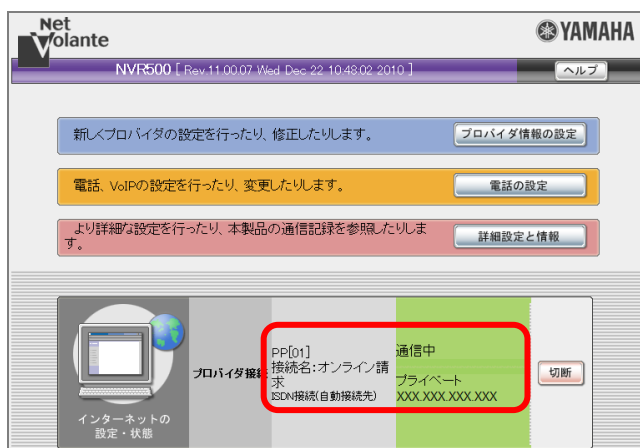 Net
Volante
YAMAHA
NVR500 [ Rev.11.00.07 Wed Dec 22 10:48:02 2010 ]
ヘルプ
新しくプロバイダの設定を行ったり、修正したりします。
プロバイダ情報の設定
電話、VoIPの設定を行ったり、変更したりします。
電話の設定
より詳細な設定を行ったり、本製品の通信記録を参照したりしま
す。
詳細設定と情報
インターネットの
設定・状態
プロバイダ接続
PP[01]
接続名:オンライン請
求
ISDN接続(自動接続先)
通信中
プライベート
XXX.XXX.XXX.XXX
切断